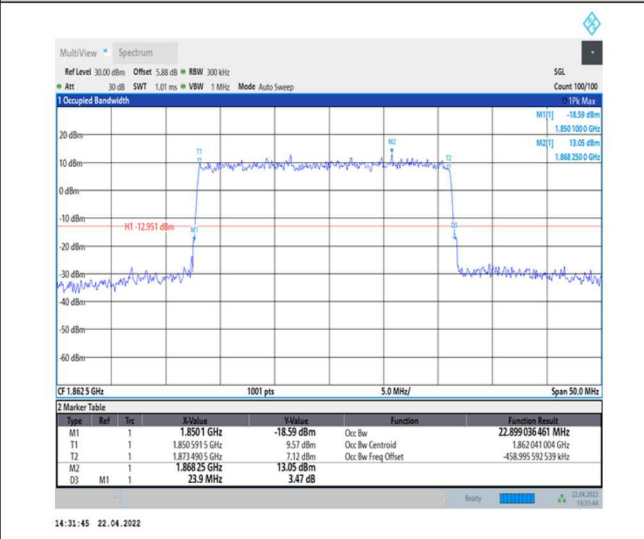 MultiView Spectrum
Ref Level 30.00 dBm Offset 5.88 dB RBW 300 kHz SGL
Att 30 dB SWT 1.01 ms VBW 1 MHz Mode Auto Sweep Count 100/100
1 Occupied Bandwidth 1Pk Max
M1[1] -18.59 dBm
1.850 100 0 GHz
M2[1] 13.05 dBm
1.868 250 0 GHz
20 dBm
T1 M2 T2
10 dBm
0 dBm
-10 dBm
H1 -12.951 dBm M1 D3
-20 dBm
-30 dBm
-40 dBm
-50 dBm
-60 dBm
CF 1.862 5 GHz 1001 pts 5.0 MHz/ Span 50.0 MHz
2 Marker Table
Type Ref Trc X-Value Y-Value Function Function Result
M1 1 1.8501 GHz -18.59 dBm Occ Bw 22.899 036 461 MHz
T1 1 1.850 591 5 GHz 9.57 dBm Occ Bw Centroid 1.862 041 004 GHz
T2 1 1.873 490 5 GHz 7.12 dBm Occ Bw Freq Offset -458.995 592 539 kHz
M2 1 1.868 25 GHz 13.05 dBm
D3 M1 1 23.9 MHz 3.47 dB
Ready 22.04.2022
14:31:44
14:31:45 22.04.2022